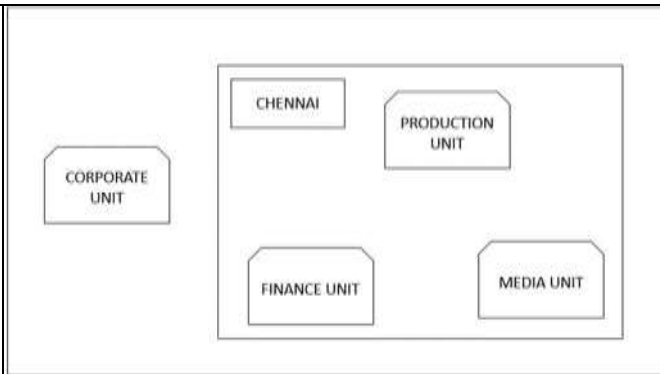 CHENNAI
PRODUCTION
UNIT
CORPORATE
UNIT
FINANCE UNIT
MEDIA UNIT